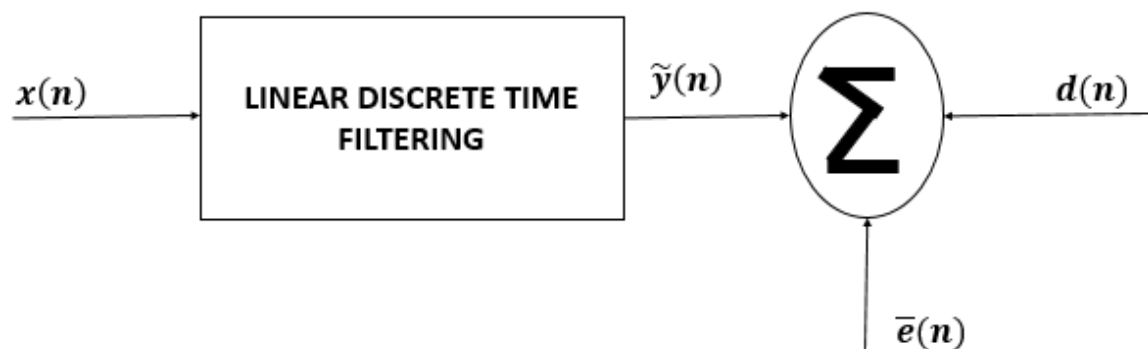 x(n)
LINEAR DISCRETE TIME
FILTERING
ỹ(n)
Σ
d(n)
e̅(n)